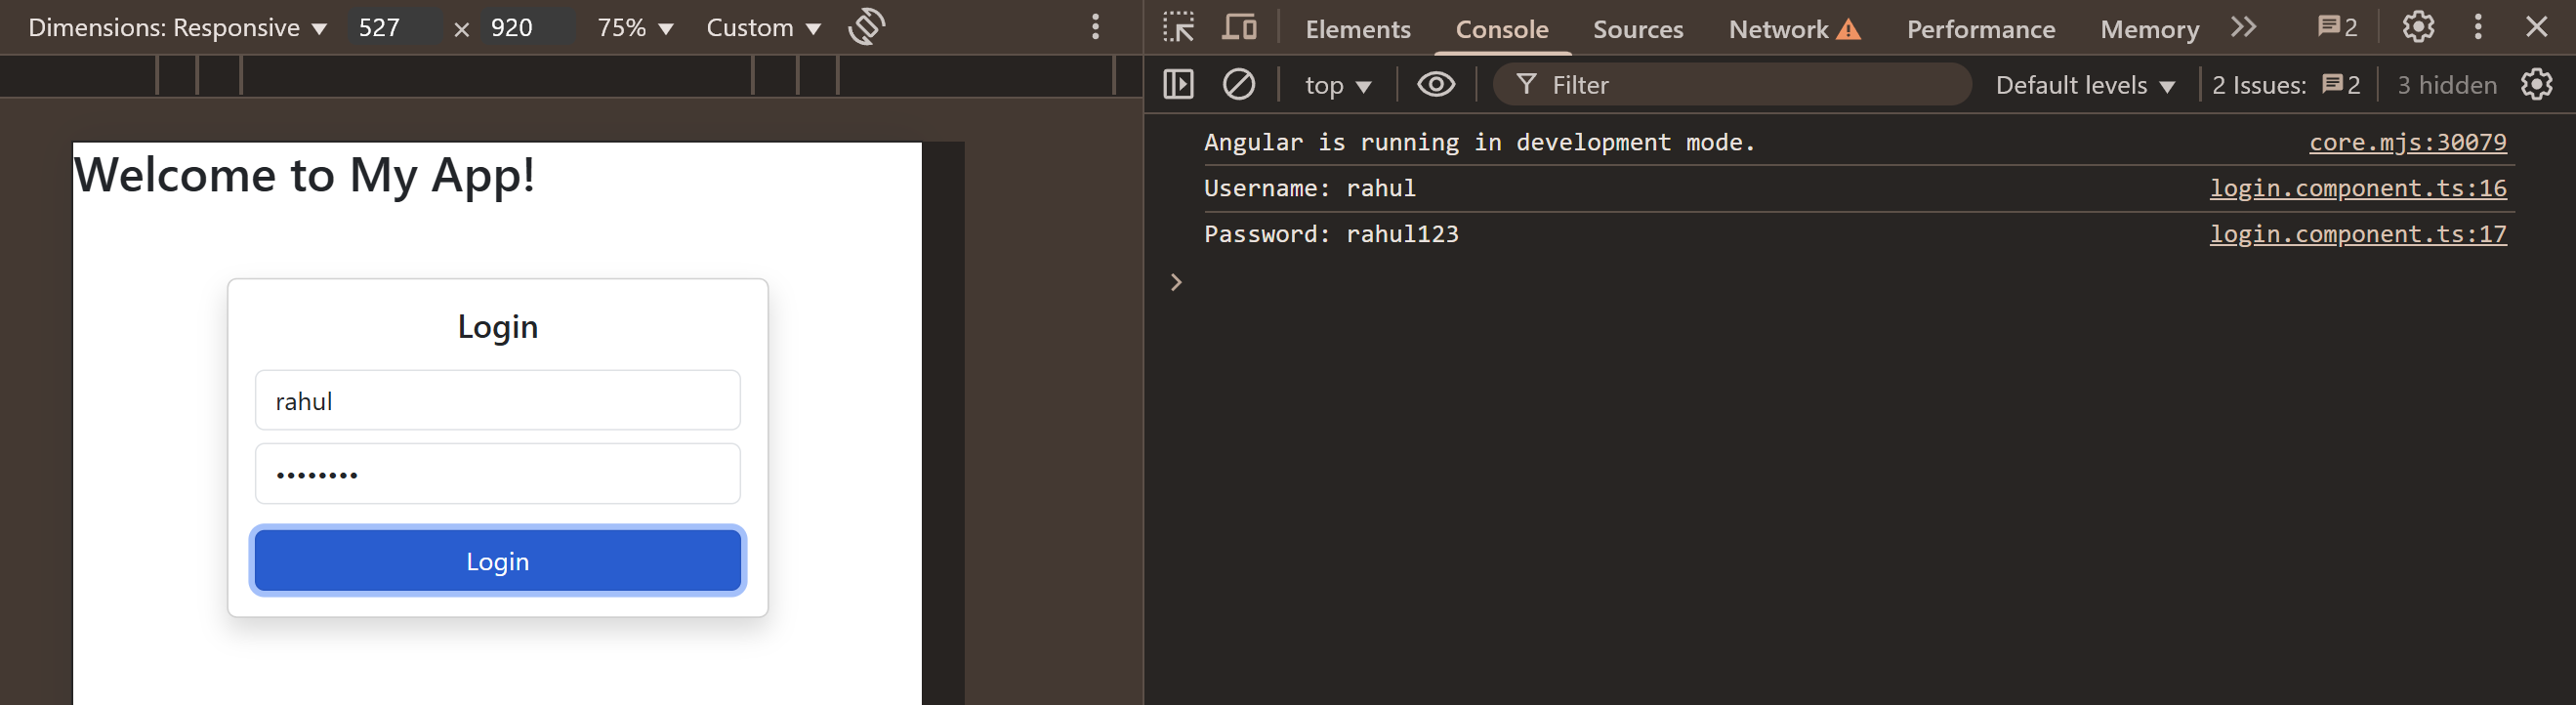 Dimensions: Responsive 527 × 920 75% Custom
Elements Console Sources Network Performance Memory 2
top Filter Default levels 2 Issues: 2 3 hidden
Welcome to My App!
Login
rahul
••••••••
Login
Angular is running in development mode. core.mjs:30079
Username: rahul login.component.ts:16
Password: rahul123 login.component.ts:17